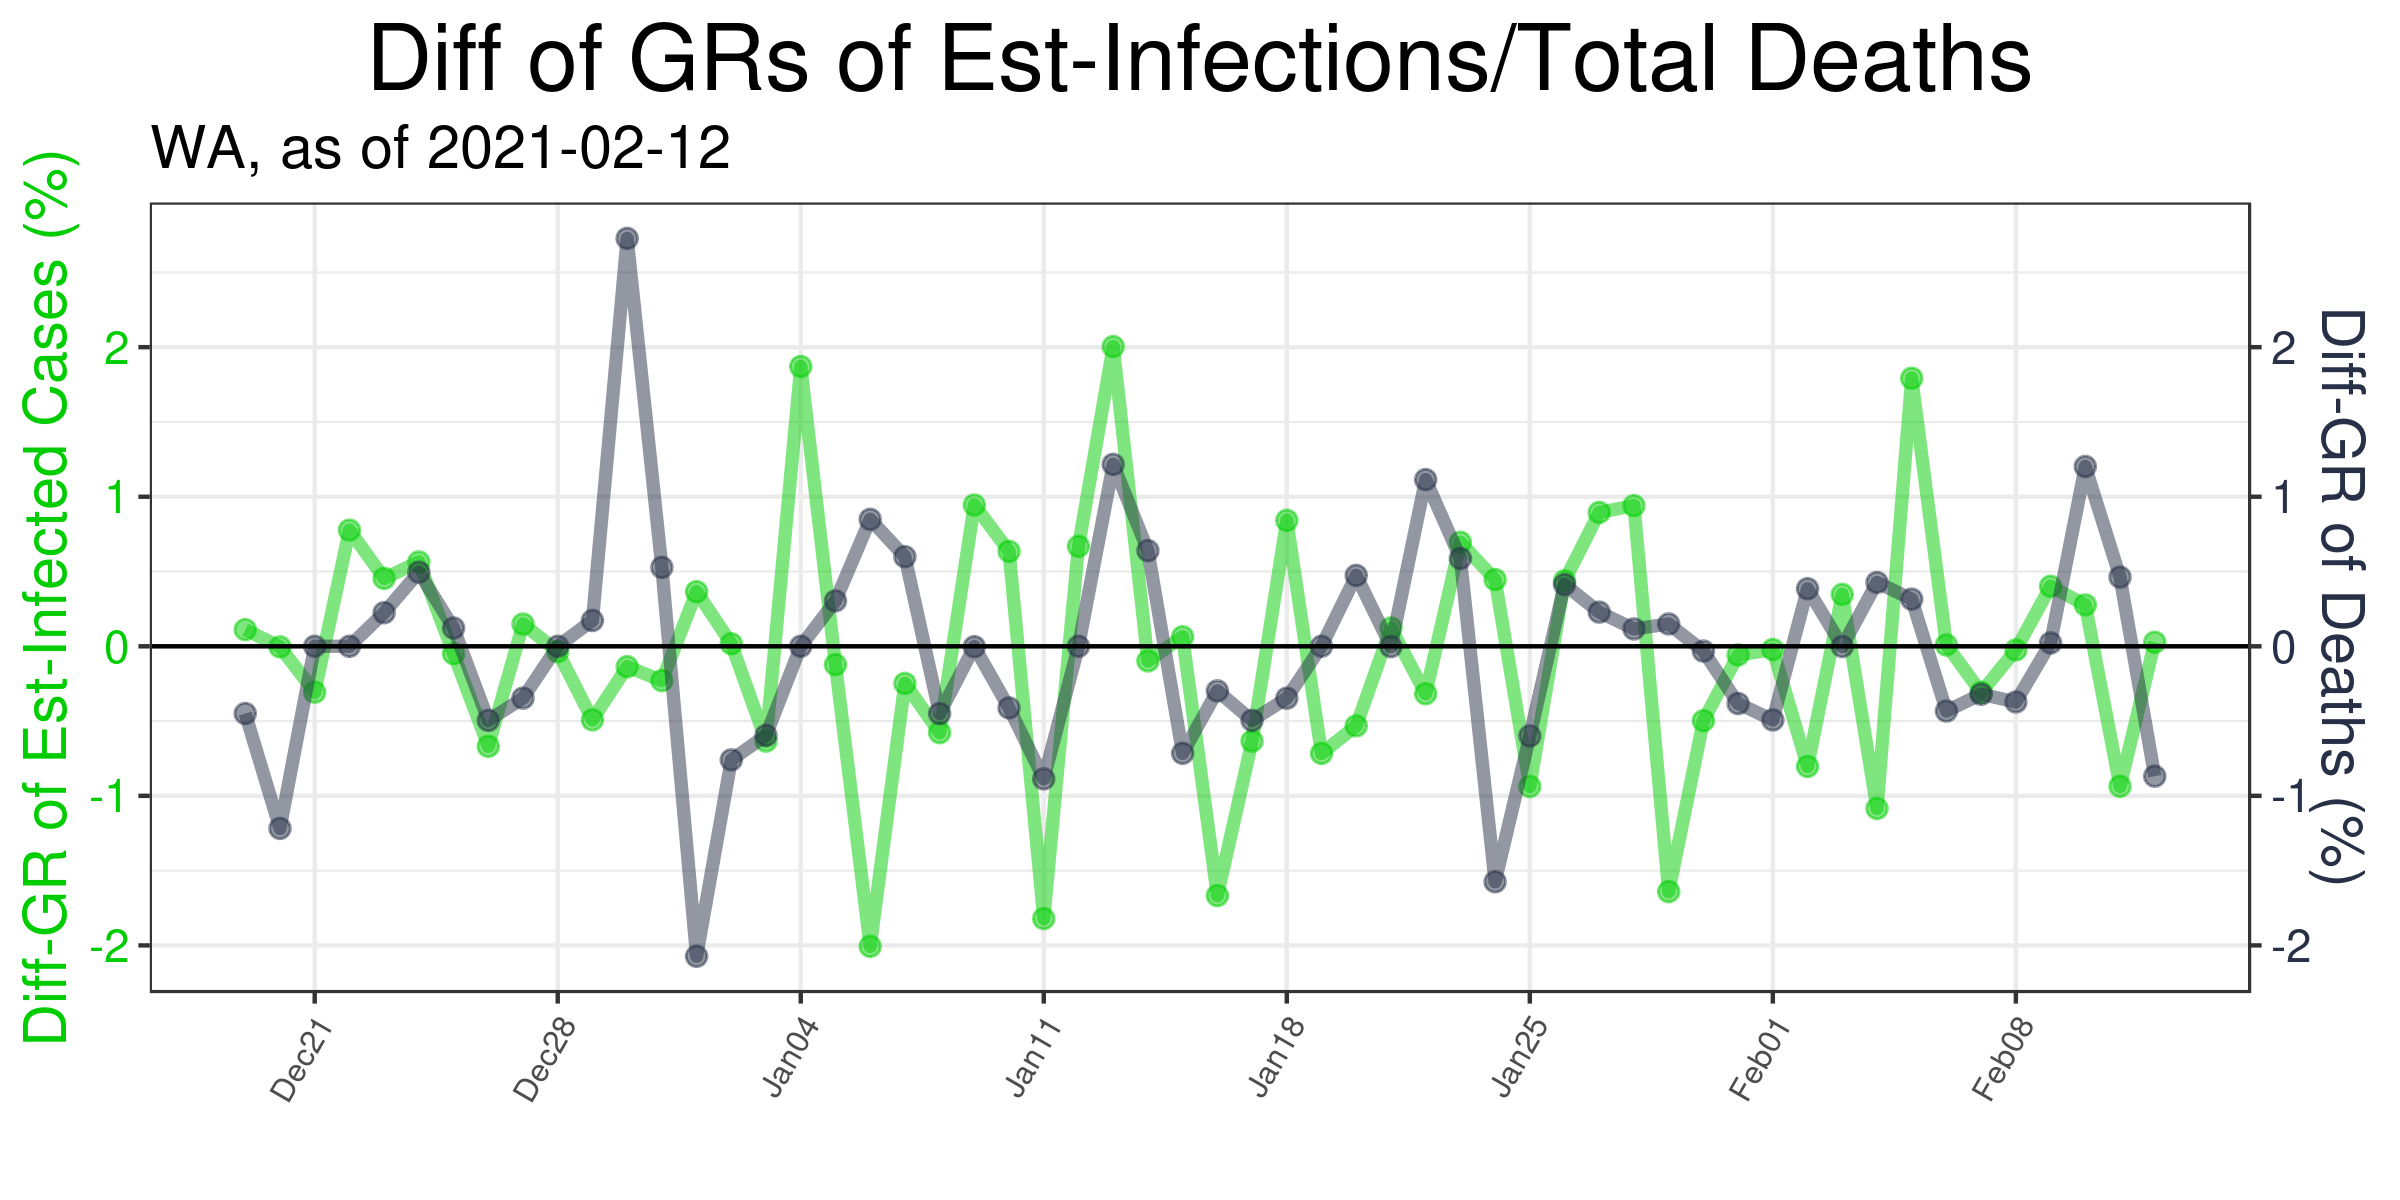 Diff of GRs of Est-Infections/Total Deaths
WA, as of 2021-02-12
Diff-GR of Est-Infected Cases (%)
2
1
0
-1
-2
2
1
0
-1
-2
Diff-GR of Deaths (%)
Dec21
Dec28
Jan04
Jan11
Jan18
Jan25
Feb01
Feb08